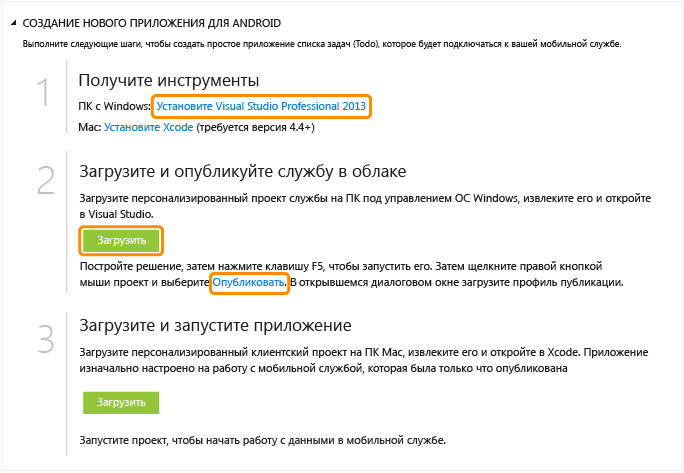 СОЗДАНИЕ НОВОГО ПРИЛОЖЕНИЯ ДЛЯ ANDROID
Выполните следующие шаги, чтобы создать простое приложение списка задач (Todo), которое будет подключаться к вашей мобильной службе.
1
Получите инструменты
ПК с Windows: Установите Visual Studio Professional 2013
Mac: Установите Xcode (требуется версия 4.4+)
2
Загрузите и опубликуйте службу в облаке
Загрузите персонализированный проект службы на ПК под управлением ОС Windows, извлеките его и откройте
в Visual Studio.
Загрузить
Постройте решение, затем нажмите клавишу F5, чтобы запустить его. Затем щелкните правой кнопкой
мыши проект и выберите Опубликовать. В открывшемся диалоговом окне загрузите профиль публикации.
3
Загрузите и запустите приложение
Загрузите персонализированный клиентский проект на ПК Mac, извлеките его и откройте в Xcode. Приложение
изначально настроено на работу с мобильной службой, которая была только что опубликована
Загрузить
Запустите проект, чтобы начать работу с данными в мобильной службе.